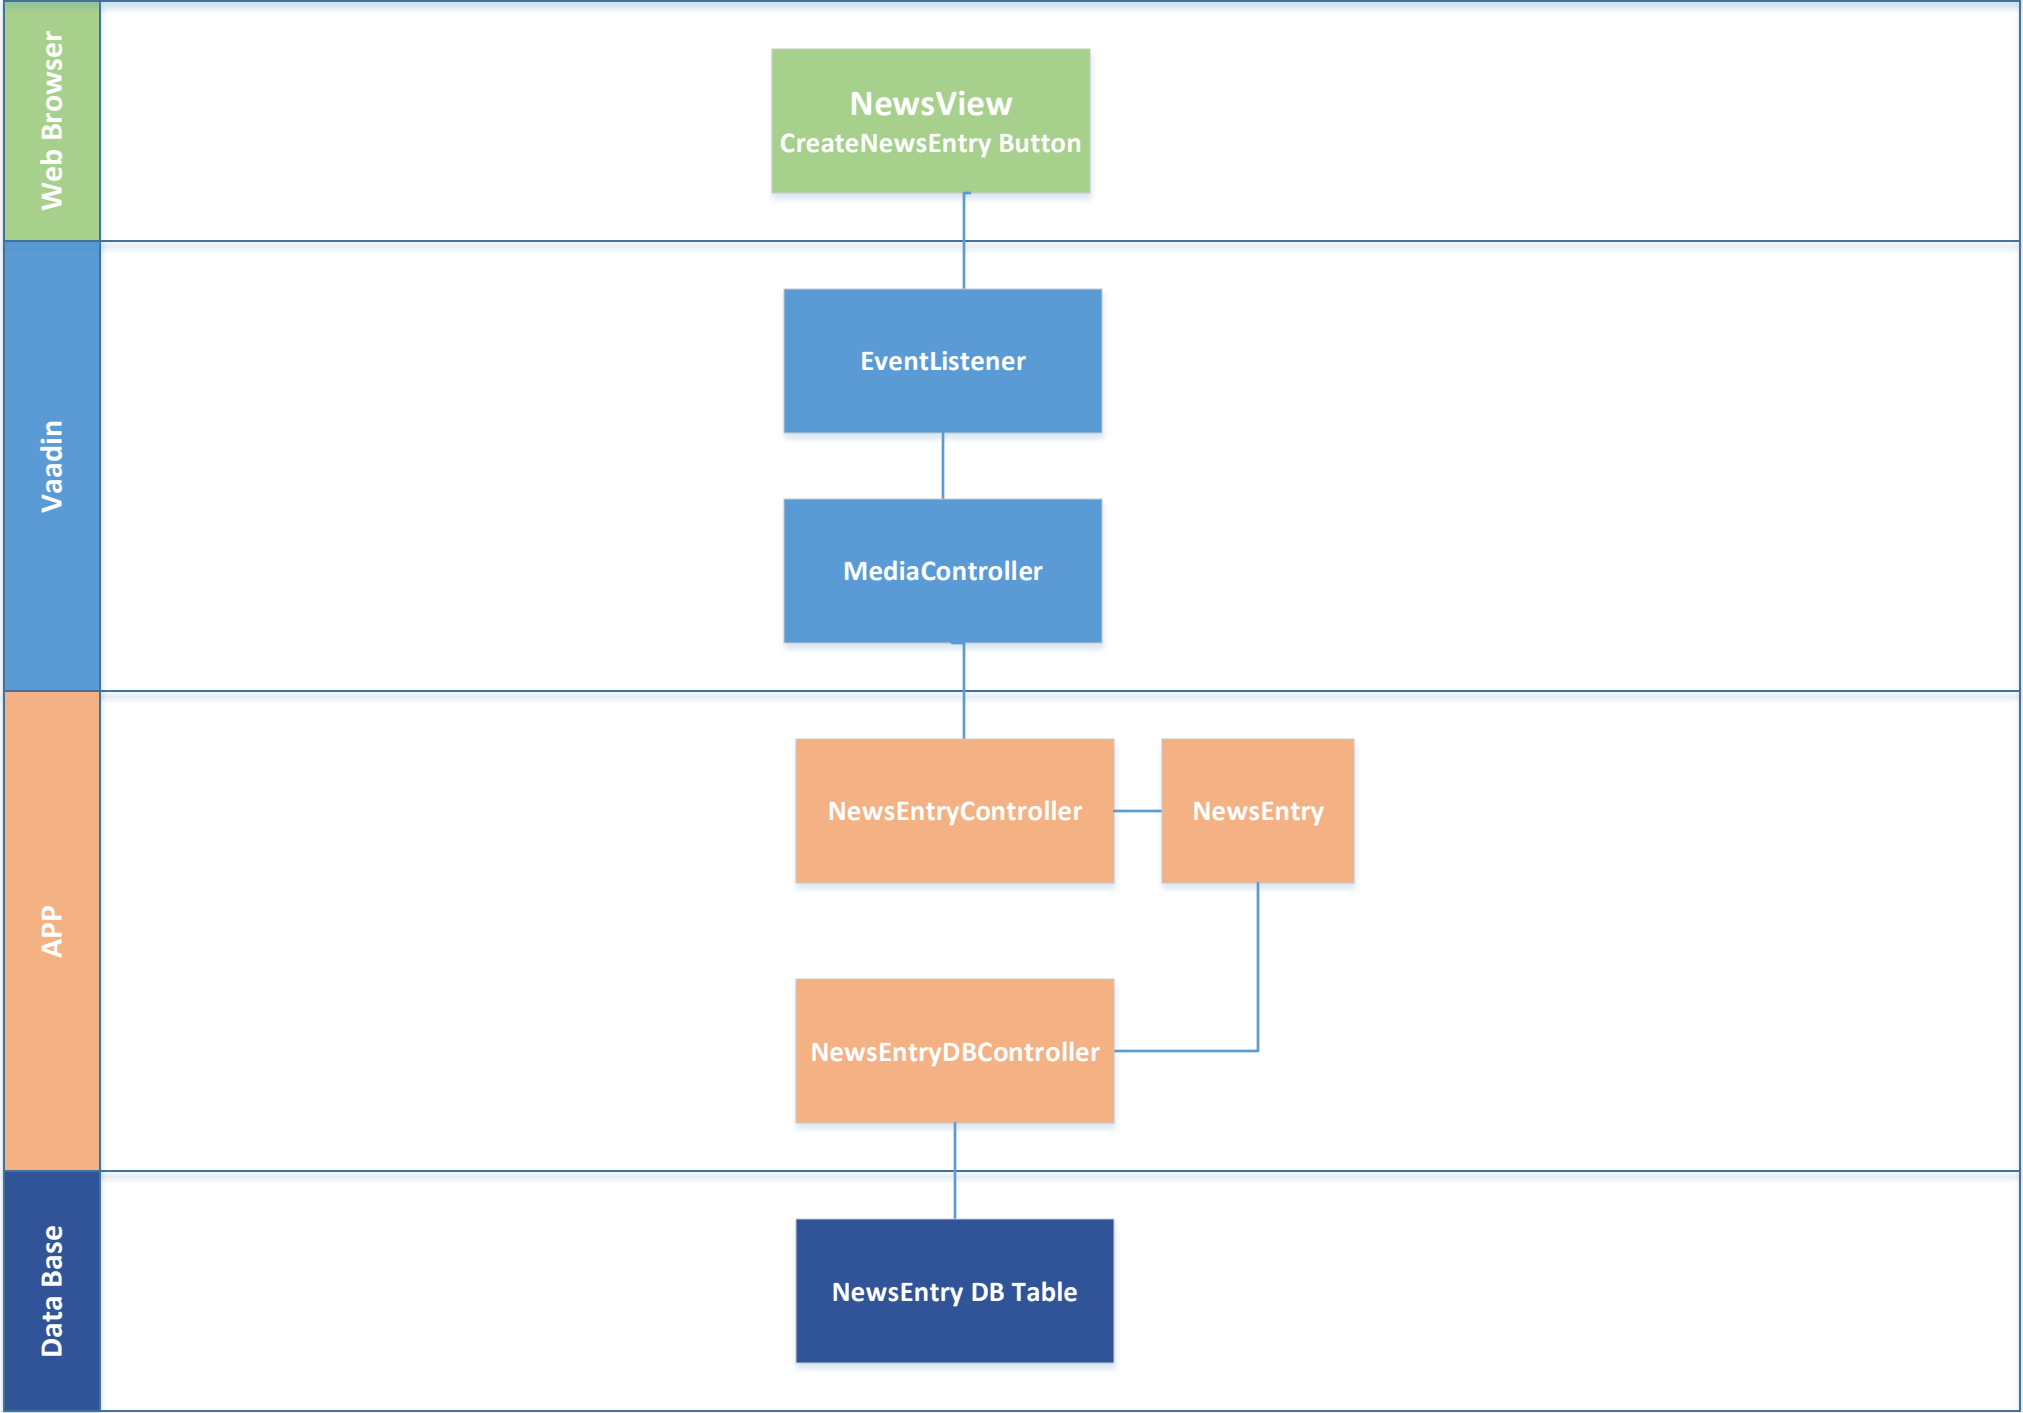 Web Browser
NewsView
CreateNewsEntry Button
Vaadin
EventListener
MediaController
APP
NewsEntryController
NewsEntry
NewsEntryDBController
Data Base
NewsEntry DB Table